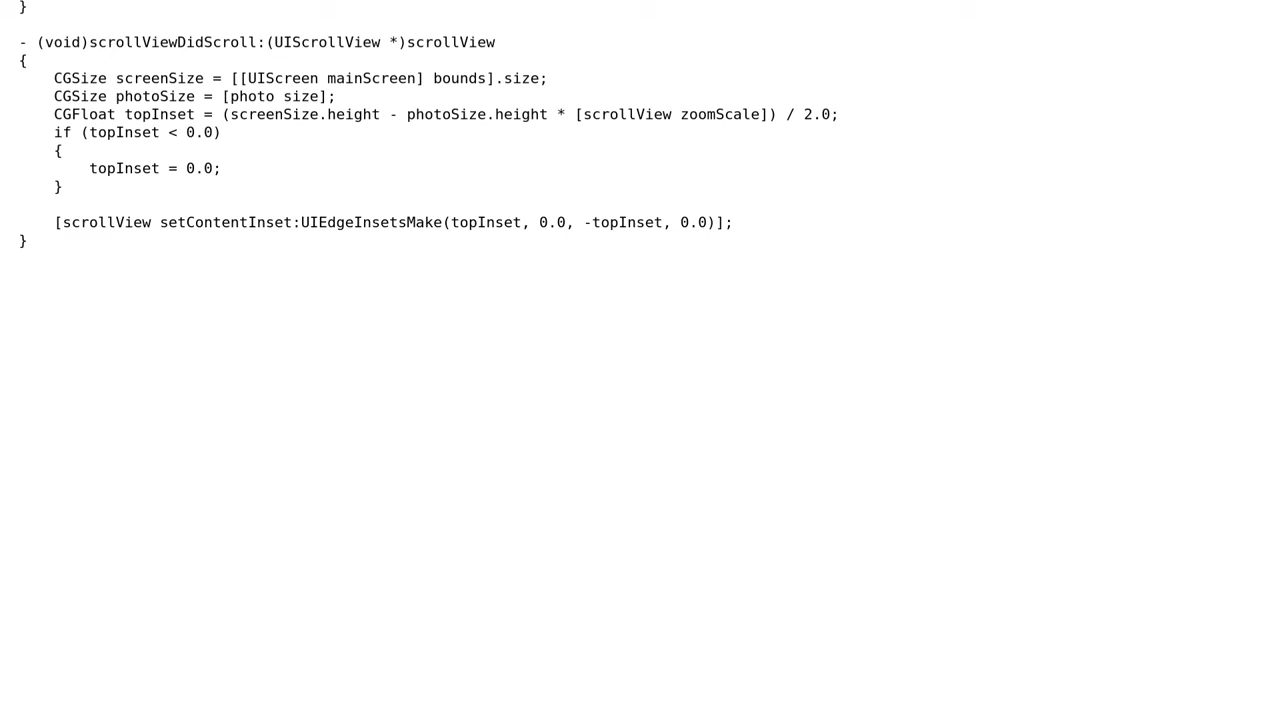 }
- (void)scrollViewDidScroll:(UIScrollView *)scrollView
{
    CGSize screenSize = [[UIScreen mainScreen] bounds].size;
    CGSize photoSize = [photo size];
    CGFloat topInset = (screenSize.height - photoSize.height * [scrollView zoomScale]) / 2.0;
    if (topInset < 0.0)
    {
        topInset = 0.0;
    }
    [scrollView setContentInset:UIEdgeInsetsMake(topInset, 0.0, -topInset, 0.0)];
}